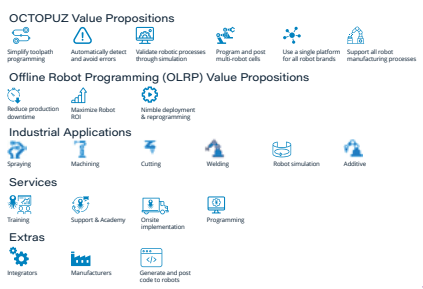 OCTOPUZ Value Propositions
Simplify toolpath programming
Automatically detect and avoid errors
Validate robotic processes through simulation
Program and post multi-robot cells
Use a single platform for all robot brands
Support all robot manufacturing processes
Offline Robot Programming (OLRP) Value Propositions
Reduce production downtime
Maximize Robot ROI
Nimble deployment & reprogramming
Industrial Applications
Spraying
Machining
Cutting
Welding
Robot simulation
Additive
Services
Training
Support & Academy
Onsite implementation
Programming
Extras
Integrators
Manufacturers
Generate and post code to robots